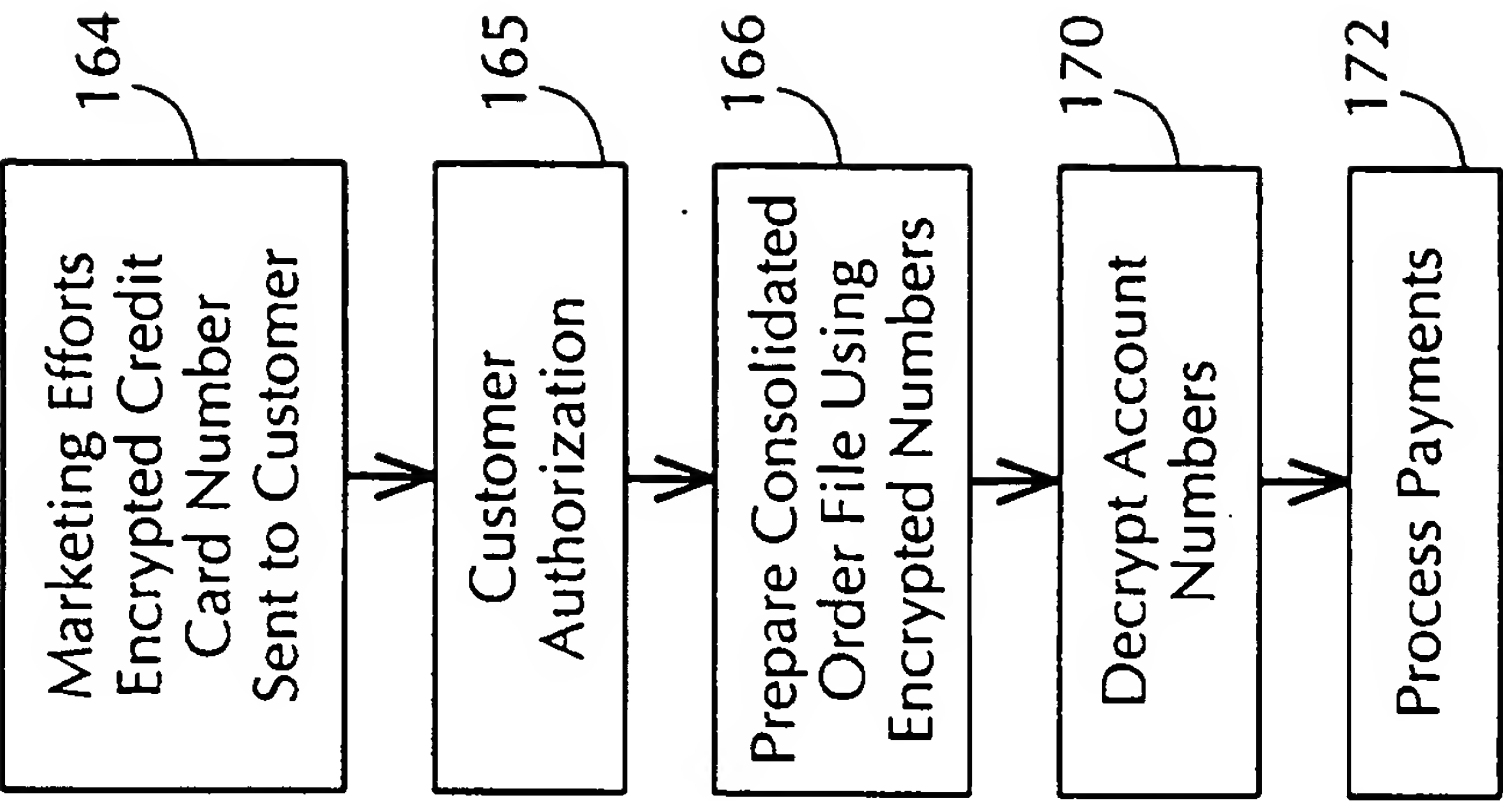 Marketing Efforts
Encrypted Credit
Card Number
Sent to Customer
164
Customer
Authorization
165
Prepare Consolidated
Order File Using
Encrypted Numbers
166
Decrypt Account
Numbers
170
Process Payments
172